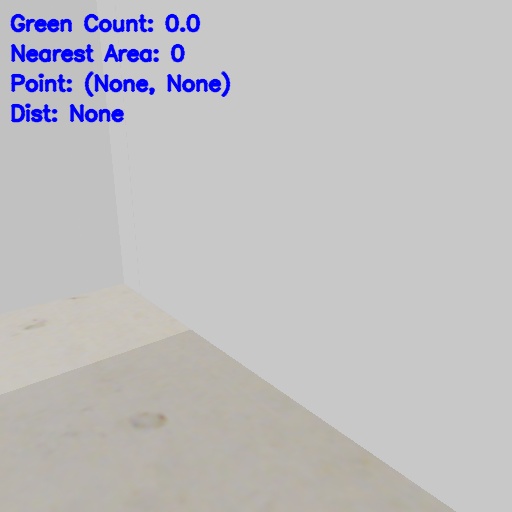 Green Count: 0.0
Nearest Area: 0
Point: (None, None)
Dist: None